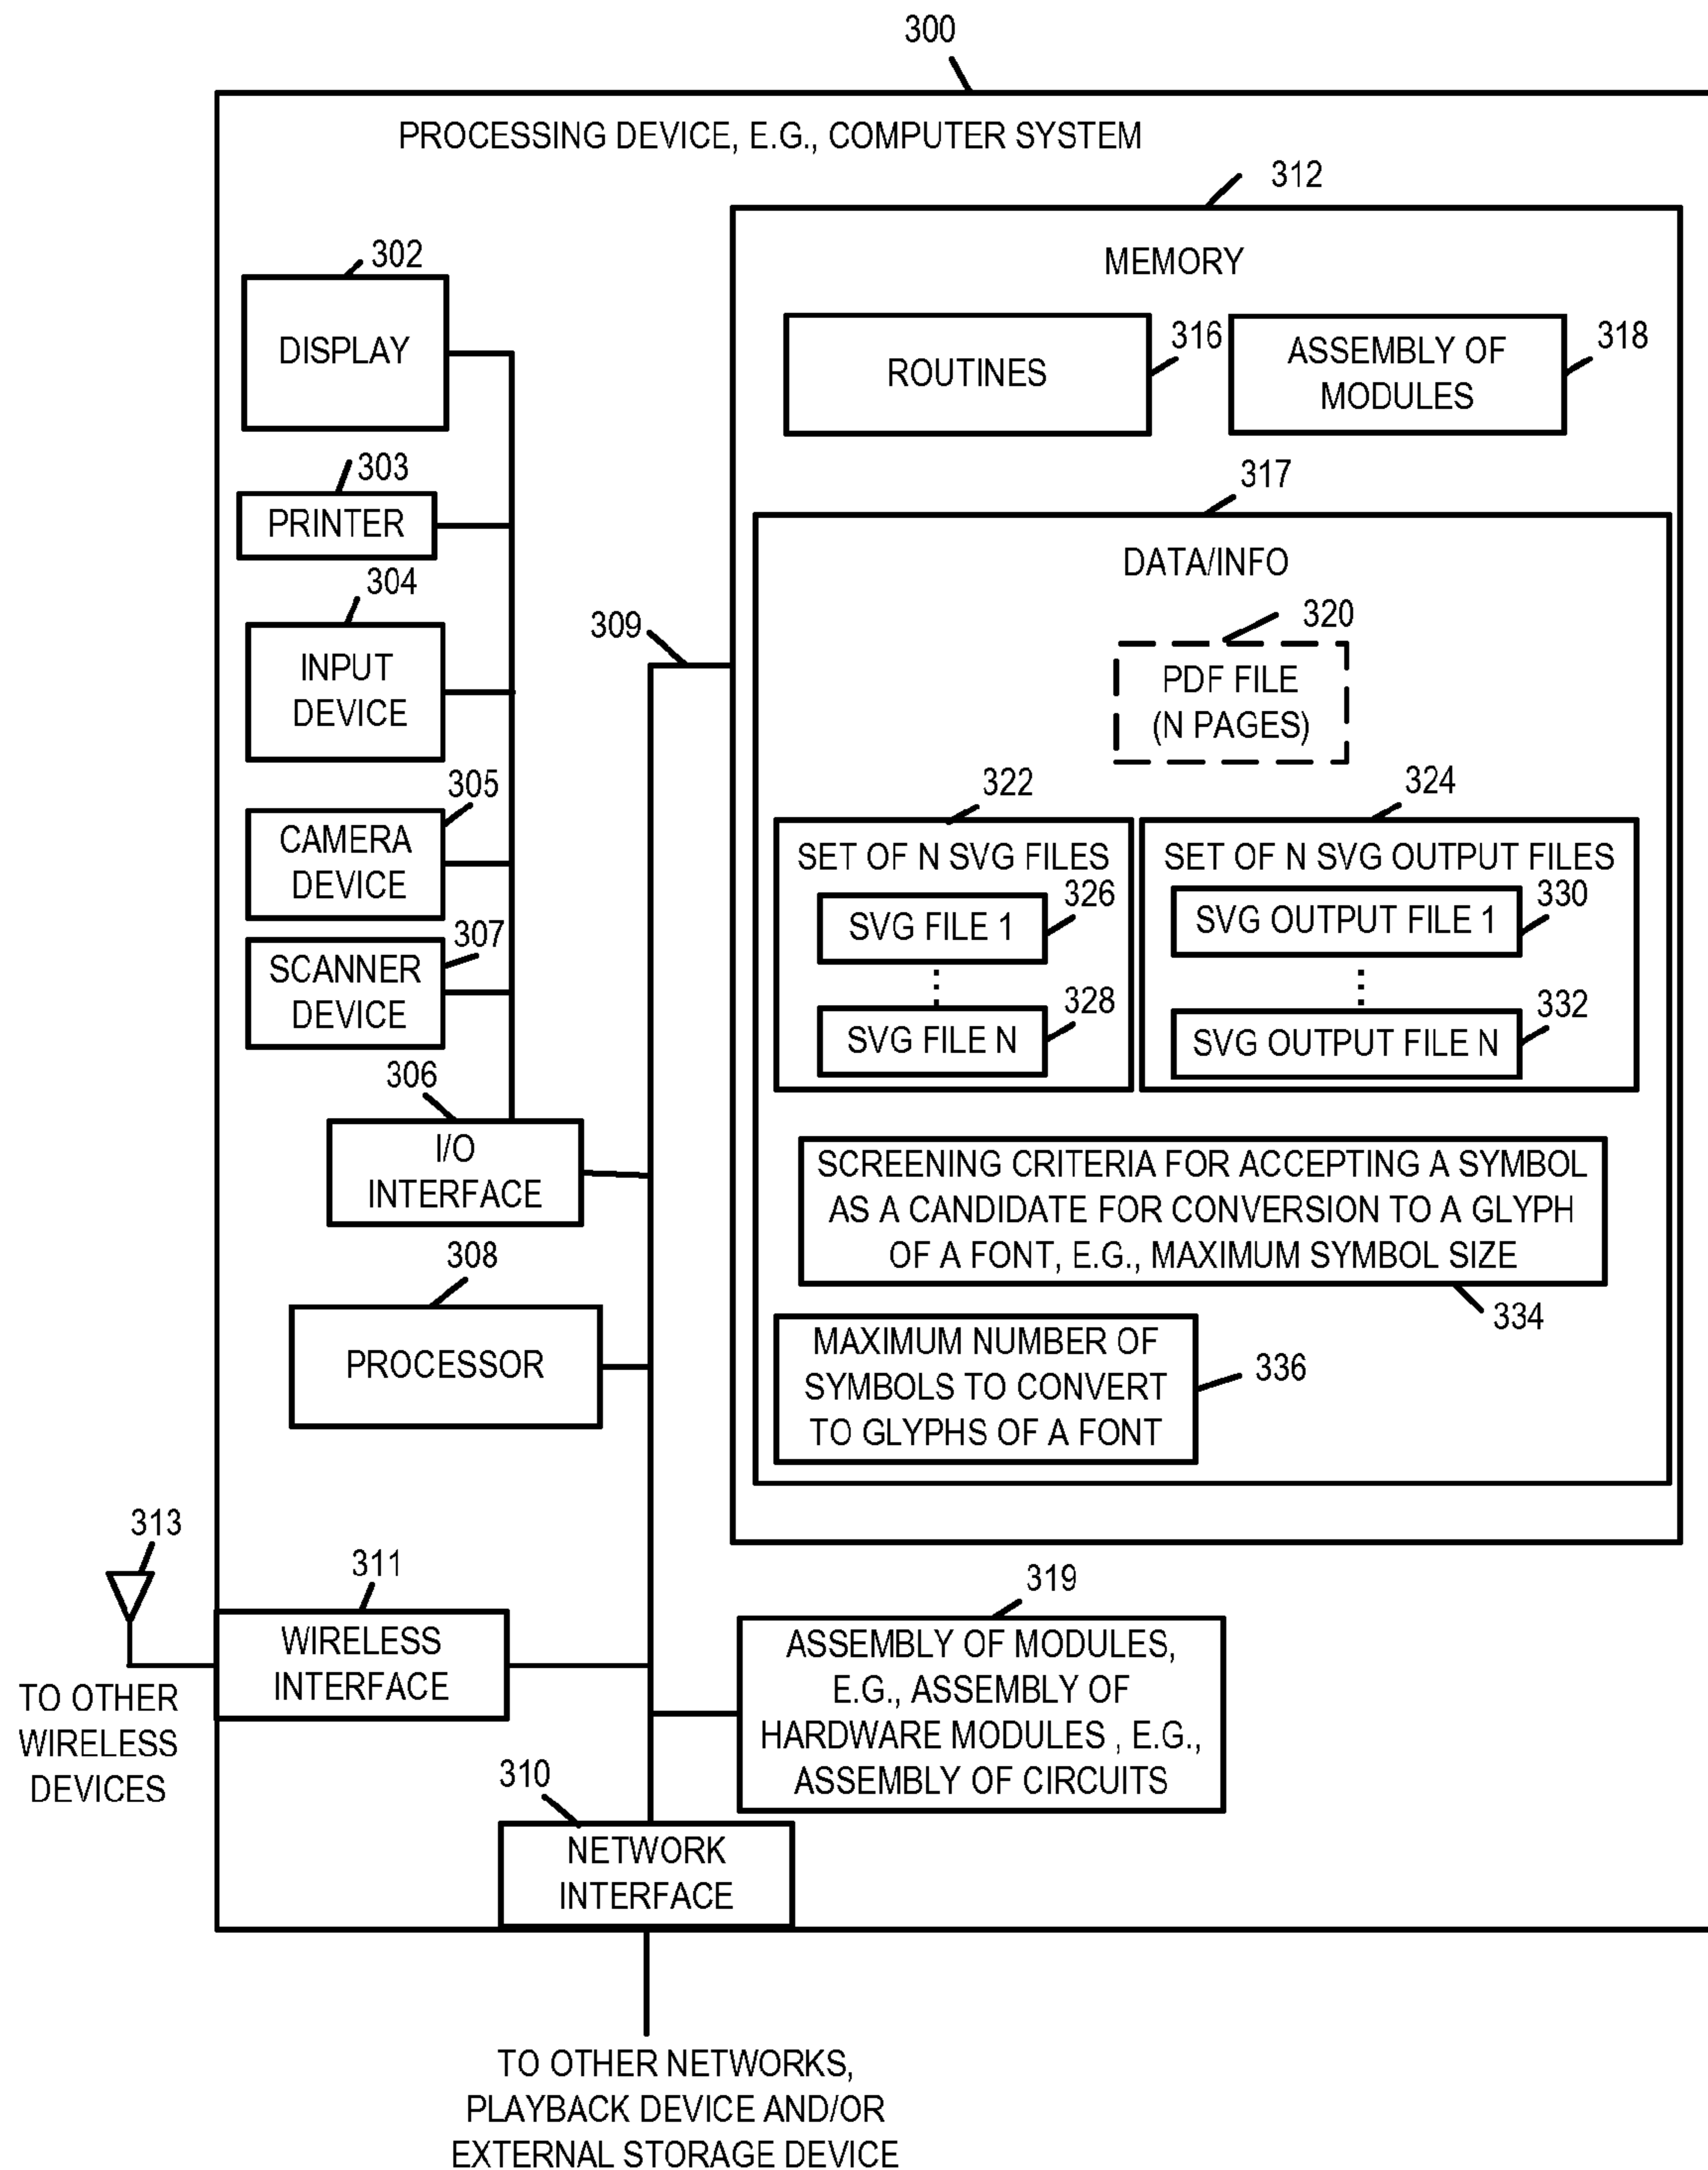 300
PROCESSING DEVICE, E.G., COMPUTER SYSTEM
312
MEMORY
302
DISPLAY
ROUTINES
316
ASSEMBLY OF
MODULES
318
303
PRINTER
317
DATA/INFO
304
INPUT
DEVICE
309
320
PDF FILE
(N PAGES)
305
CAMERA
DEVICE
322
SET OF N SVG FILES
326
SVG FILE 1
⋮
328
SVG FILE N
324
SET OF N SVG OUTPUT FILES
330
SVG OUTPUT FILE 1
⋮
332
SVG OUTPUT FILE N
307
SCANNER
DEVICE
306
I/O
INTERFACE
SCREENING CRITERIA FOR ACCEPTING A SYMBOL
AS A CANDIDATE FOR CONVERSION TO A GLYPH
OF A FONT, E.G., MAXIMUM SYMBOL SIZE
334
308
PROCESSOR
MAXIMUM NUMBER OF
SYMBOLS TO CONVERT
TO GLYPHS OF A FONT
336
313
311
WIRELESS
INTERFACE
TO OTHER
WIRELESS
DEVICES
319
ASSEMBLY OF MODULES,
E.G., ASSEMBLY OF
HARDWARE MODULES , E.G.,
ASSEMBLY OF CIRCUITS
310
NETWORK
INTERFACE
TO OTHER NETWORKS,
PLAYBACK DEVICE AND/OR
EXTERNAL STORAGE DEVICE